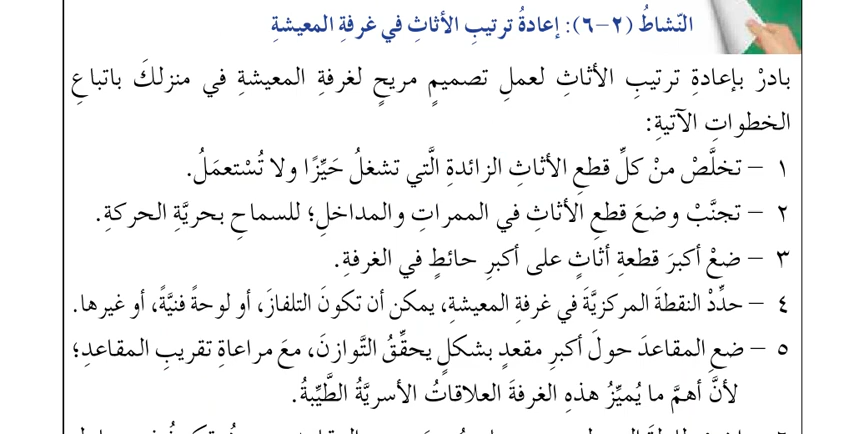 النّشاطُ (٢-٦): إعادةُ ترتيبِ الأثاثِ في غرفةِ المعيشةِ
بادرْ بإعادةِ ترتيبِ الأثاثِ لعملِ تصميمٍ مريحٍ لغرفةِ المعيشةِ في منزلكَ باتباعِ
الخطواتِ الآتيةِ:
١ - تخلَّصْ منْ كلِّ قطعِ الأثاثِ الزائدةِ الَّتي تشغلُ حَيِّزًا ولا تُسْتعمَلُ.
٢ - تجنَّبْ وضعَ قطعِ الأثاثِ في الممراتِ والمداخلِ؛ للسماحِ بحريَّةِ الحركةِ.
٣ - ضعْ أكبرَ قطعةِ أثاثٍ على أكبرِ حائطٍ في الغرفةِ.
٤ - حدِّدْ النقطةَ المركزيَّةَ في غرفةِ المعيشةِ، يمكن أن تكونَ التلفازَ، أو لوحةً فنيَّةً، أو غيرها.
٥ - ضعِ المقاعدَ حولَ أكبرِ مقعدٍ بشكلٍ يحقِّقُ التَّوازنَ، معَ مراعاةِ تقريبِ المقاعدِ؛
لأنَّ أهمَّ ما يُميِّزُ هذهِ الغرفةَ العلاقاتُ الأسريَّةُ الطَّيِّبةُ.